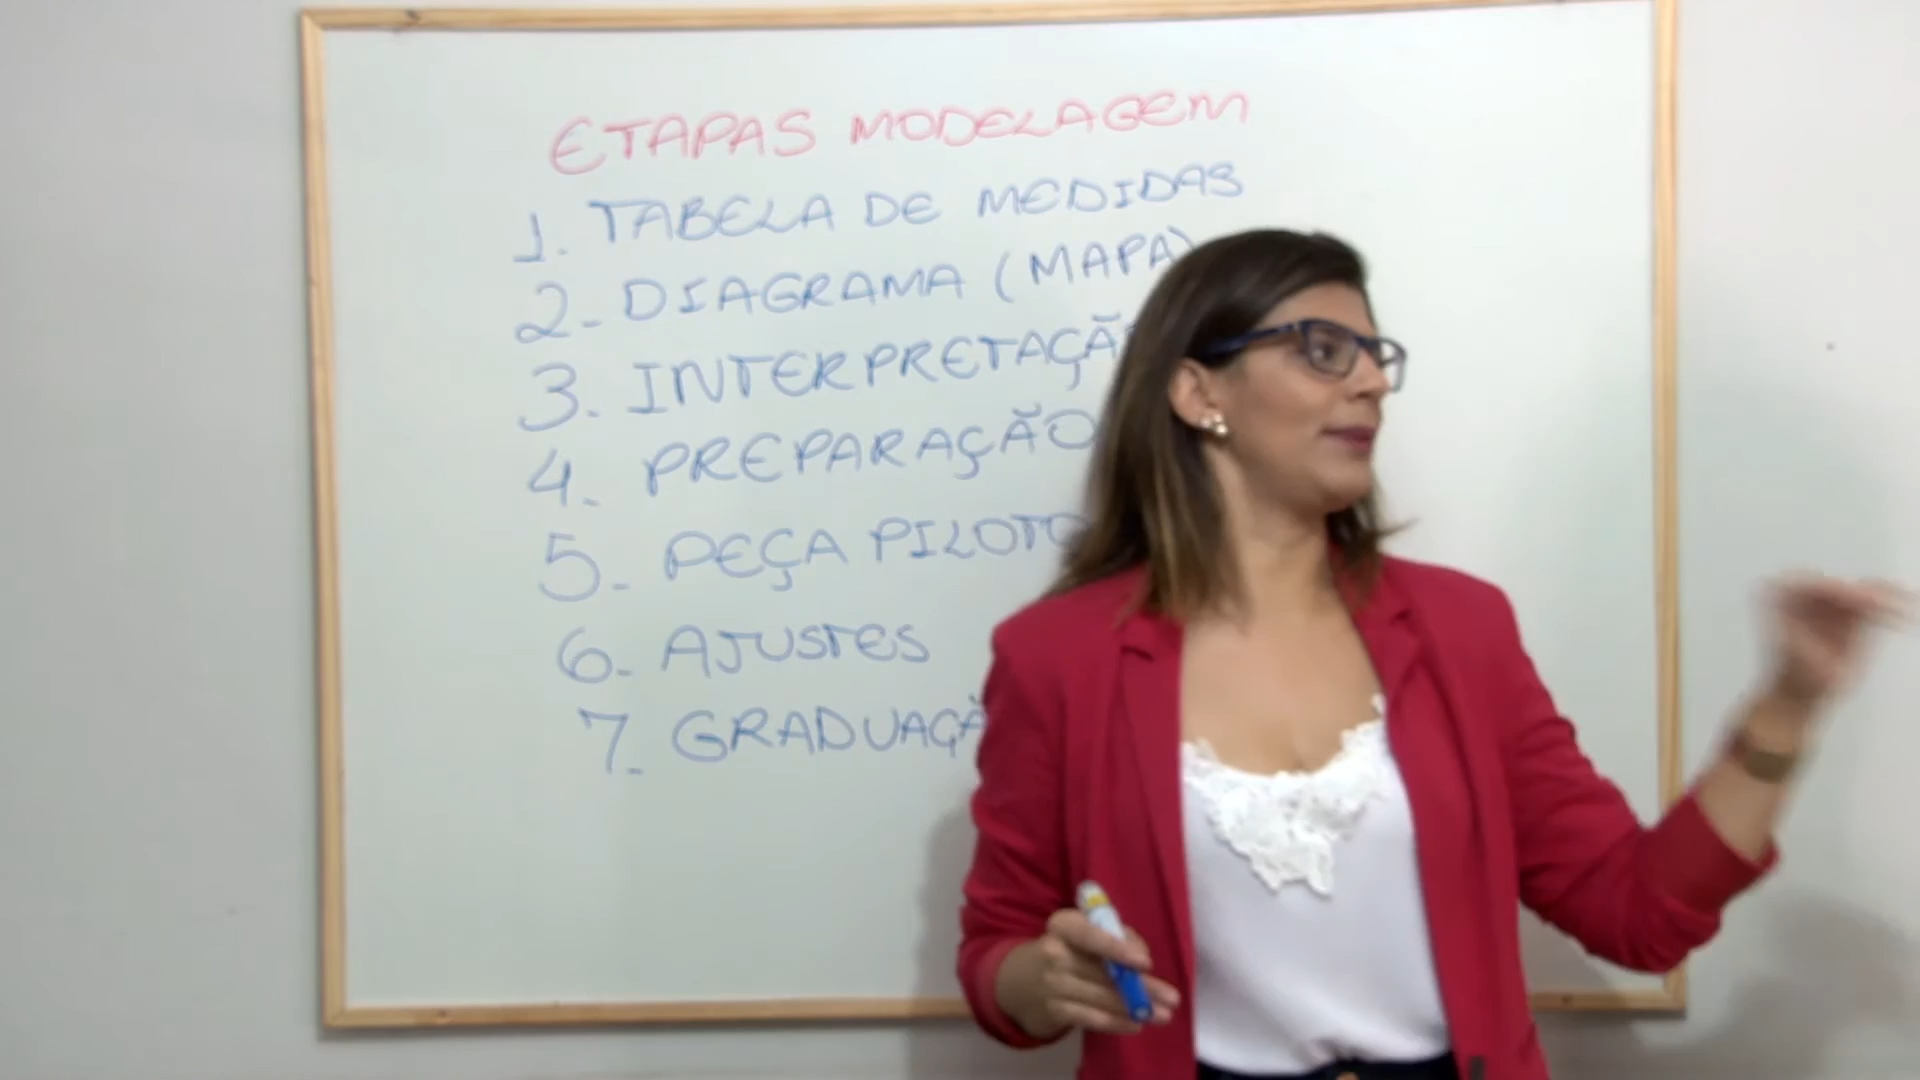 ETAPAS MODELAGEM
1. TABELA DE MEDIDAS
2- DIAGRAMA (MAPA)
3. INTERPRETAÇÃ
4. PREPARAÇÃO
5- PEÇA PILOTO
6- AJUSTES
7- GRADUAÇÃ